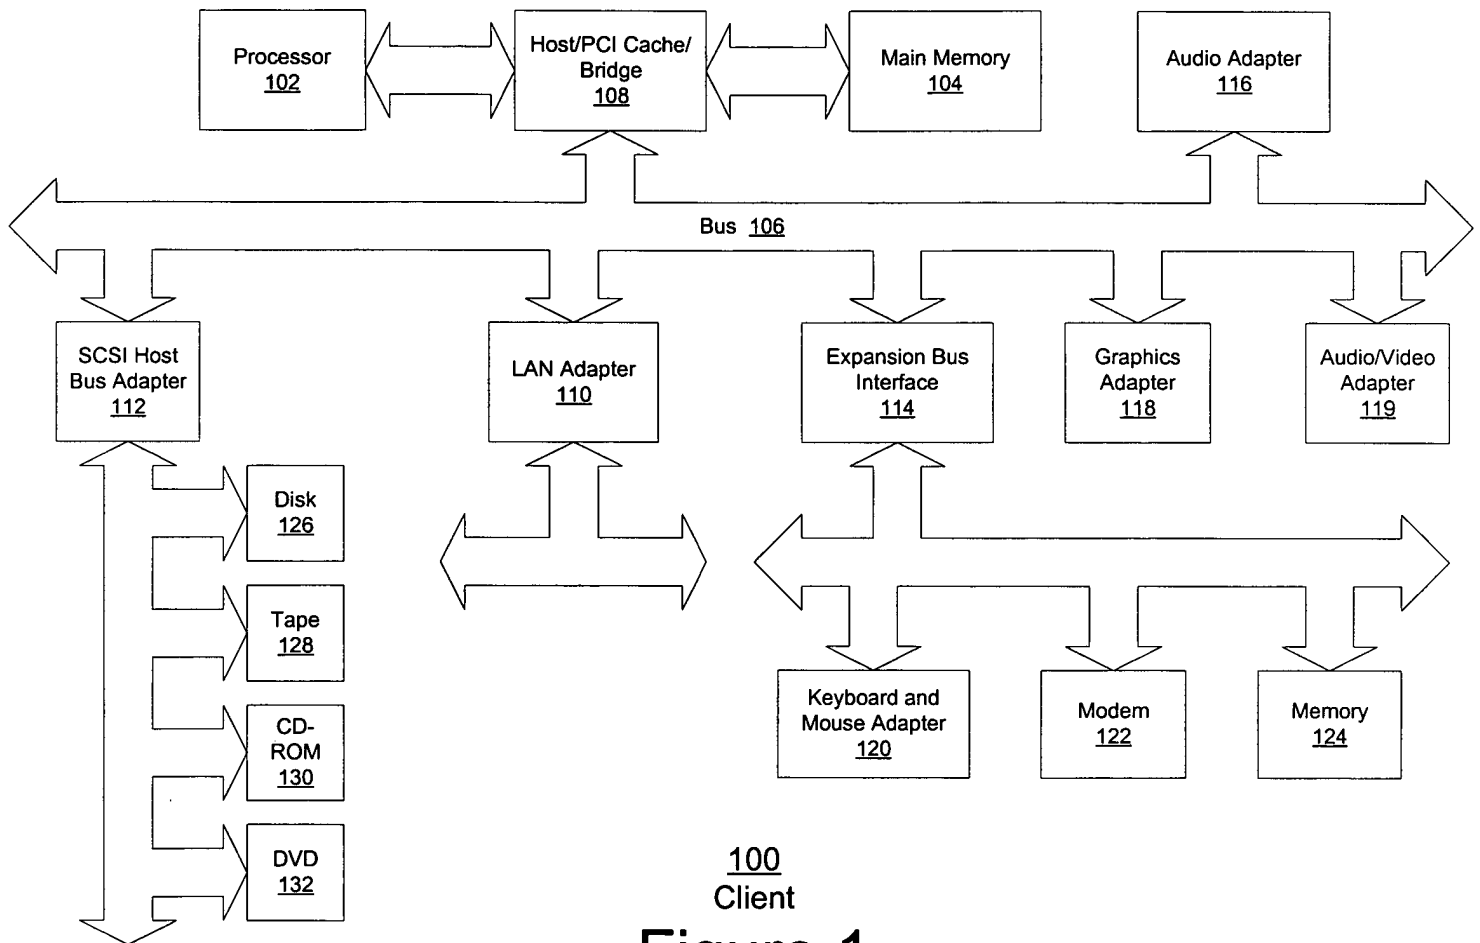 Processor
102
Host/PCI Cache/
Bridge
108
Main Memory
104
Audio Adapter
116
Bus 106
SCSI Host
Bus Adapter
112
LAN Adapter
110
Expansion Bus
Interface
114
Graphics
Adapter
118
Audio/Video
Adapter
119
Disk
126
Tape
128
CD-
ROM
130
DVD
132
Keyboard and
Mouse Adapter
120
Modem
122
Memory
124
100
Client
Figure 1